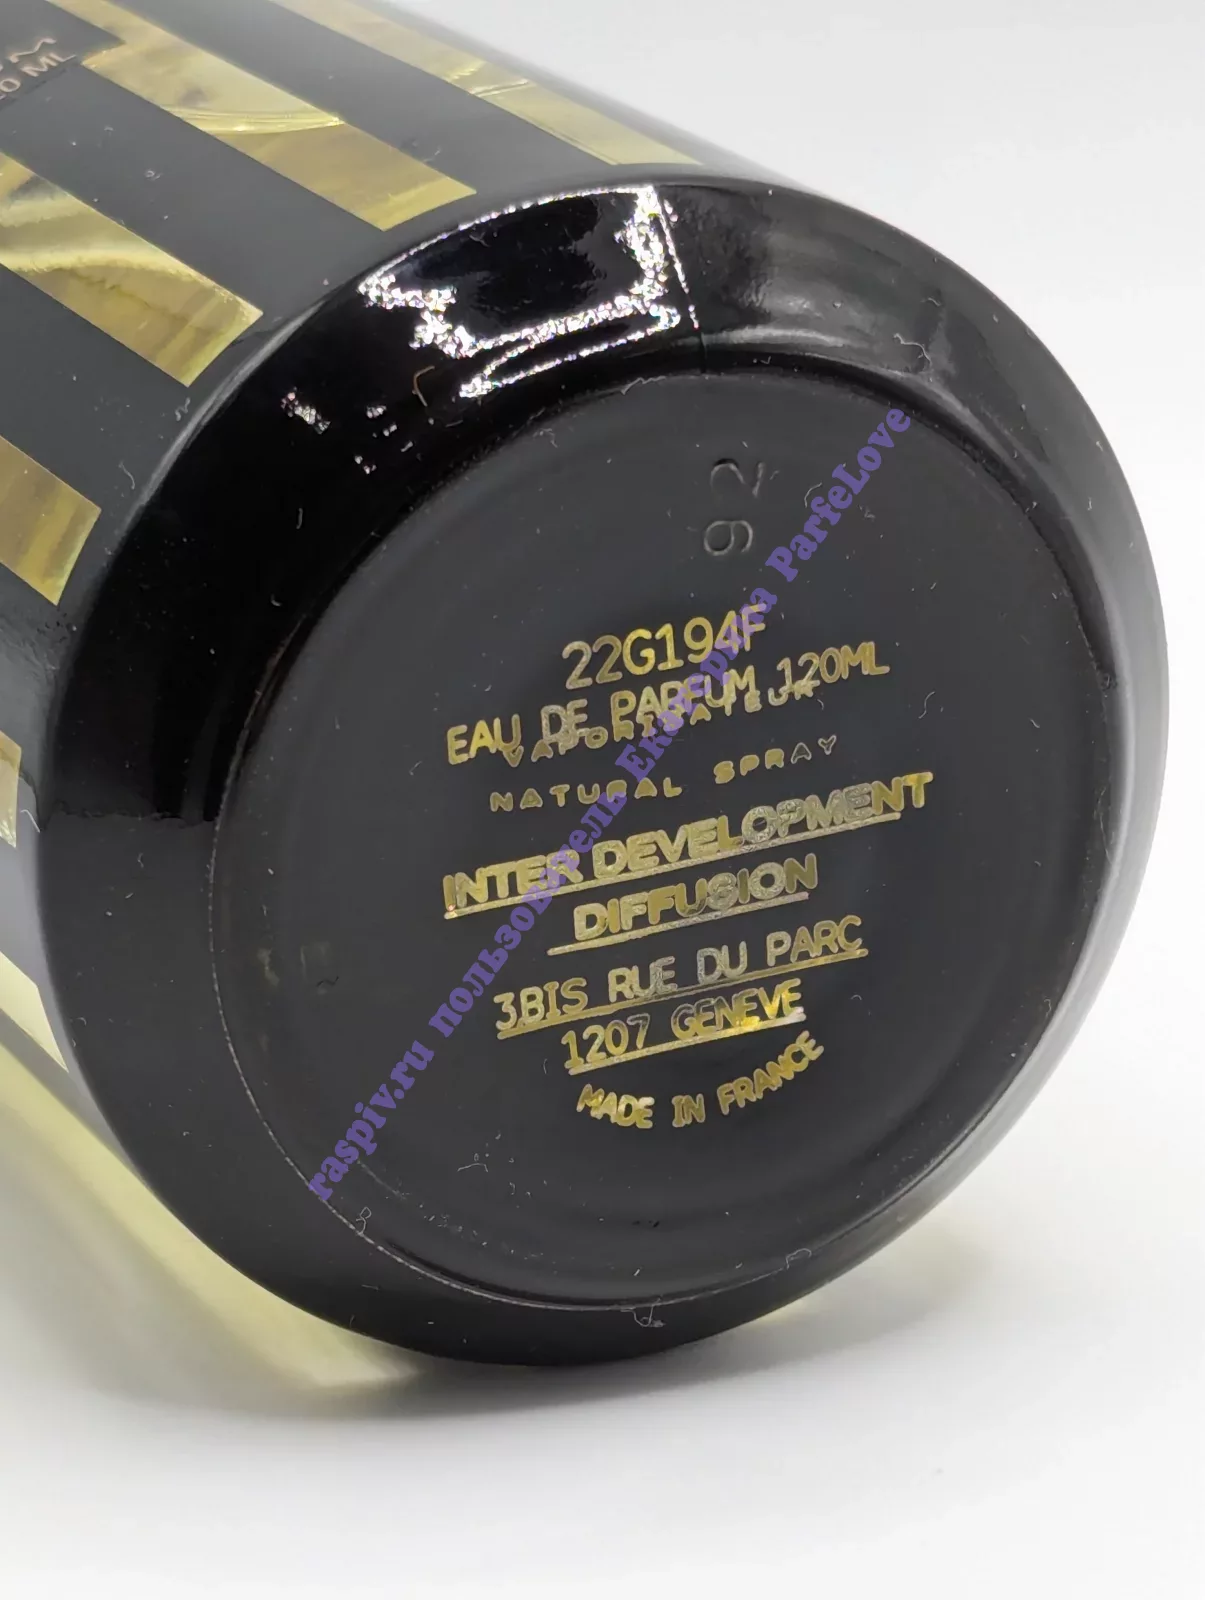 M
0 ML
92
22G194F
EAU DE PARFUM 120ML
VAPORISATEUR
NATURAL SPRAY
INTER DEVELOPMENT
DIFFUSION
3BIS RUE DU PARC
1207 GENEVE
MADE IN FRANCE
raspiv.ru пользователь Екатерина ParfeLove